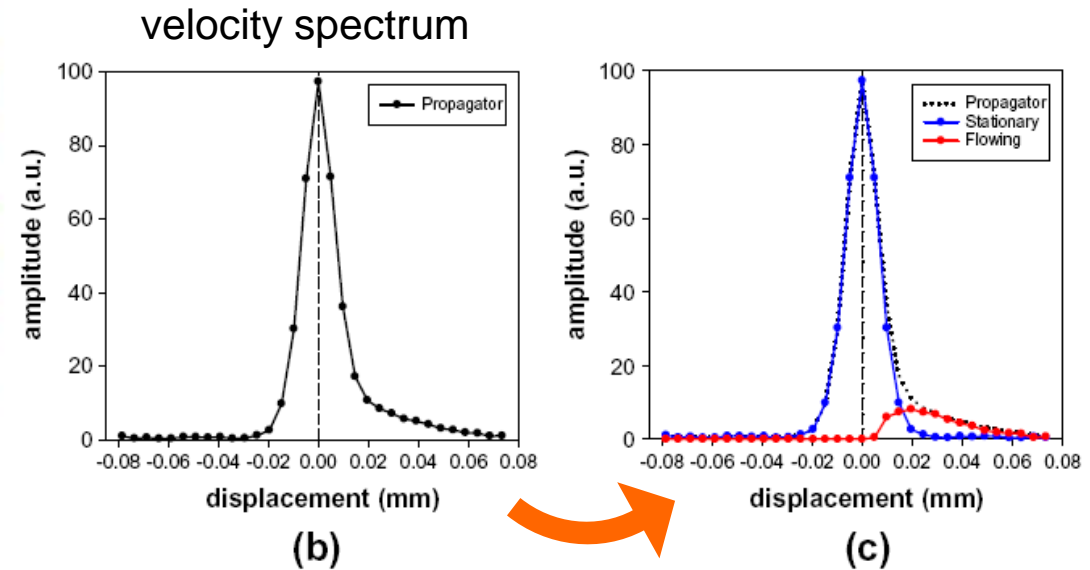 velocity spectrum
100
80
60
40
20
0
amplitude (a.u.)
Propagator
-0.08 -0.06 -0.04 -0.02 0.00 0.02 0.04 0.06 0.08
displacement (mm)
(b)
100
80
60
40
20
0
amplitude (a.u.)
Propagator
Stationary
Flowing
-0.08 -0.06 -0.04 -0.02 0.00 0.02 0.04 0.06 0.08
displacement (mm)
(c)